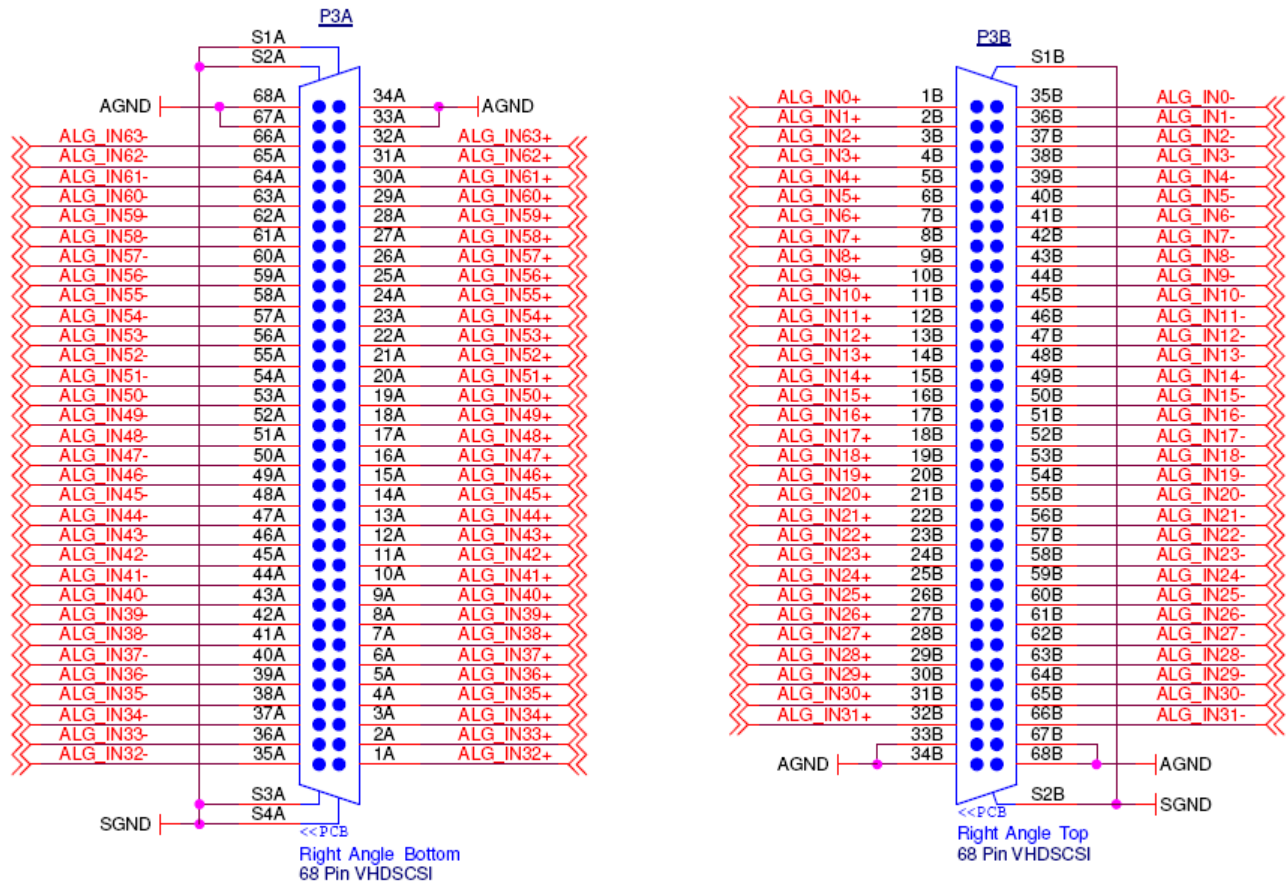 P3A
S1A
S2A
AGND 68A 34A AGND
67A 33A
ALG_IN63- 66A 32A ALG_IN63+
ALG_IN62- 65A 31A ALG_IN62+
ALG_IN61- 64A 30A ALG_IN61+
ALG_IN60- 63A 29A ALG_IN60+
ALG_IN59- 62A 28A ALG_IN59+
ALG_IN58- 61A 27A ALG_IN58+
ALG_IN57- 60A 26A ALG_IN57+
ALG_IN56- 59A 25A ALG_IN56+
ALG_IN55- 58A 24A ALG_IN55+
ALG_IN54- 57A 23A ALG_IN54+
ALG_IN53- 56A 22A ALG_IN53+
ALG_IN52- 55A 21A ALG_IN52+
ALG_IN51- 54A 20A ALG_IN51+
ALG_IN50- 53A 19A ALG_IN50+
ALG_IN49- 52A 18A ALG_IN49+
ALG_IN48- 51A 17A ALG_IN48+
ALG_IN47- 50A 16A ALG_IN47+
ALG_IN46- 49A 15A ALG_IN46+
ALG_IN45- 48A 14A ALG_IN45+
ALG_IN44- 47A 13A ALG_IN44+
ALG_IN43- 46A 12A ALG_IN43+
ALG_IN42- 45A 11A ALG_IN42+
ALG_IN41- 44A 10A ALG_IN41+
ALG_IN40- 43A 9A ALG_IN40+
ALG_IN39- 42A 8A ALG_IN39+
ALG_IN38- 41A 7A ALG_IN38+
ALG_IN37- 40A 6A ALG_IN37+
ALG_IN36- 39A 5A ALG_IN36+
ALG_IN35- 38A 4A ALG_IN35+
ALG_IN34- 37A 3A ALG_IN34+
ALG_IN33- 36A 2A ALG_IN33+
ALG_IN32- 35A 1A ALG_IN32+
S3A
SGND S4A
<<PCB
Right Angle Bottom
68 Pin VHDSCSI
P3B
S1B
ALG_IN0+ 1B 35B ALG_IN0-
ALG_IN1+ 2B 36B ALG_IN1-
ALG_IN2+ 3B 37B ALG_IN2-
ALG_IN3+ 4B 38B ALG_IN3-
ALG_IN4+ 5B 39B ALG_IN4-
ALG_IN5+ 6B 40B ALG_IN5-
ALG_IN6+ 7B 41B ALG_IN6-
ALG_IN7+ 8B 42B ALG_IN7-
ALG_IN8+ 9B 43B ALG_IN8-
ALG_IN9+ 10B 44B ALG_IN9-
ALG_IN10+ 11B 45B ALG_IN10-
ALG_IN11+ 12B 46B ALG_IN11-
ALG_IN12+ 13B 47B ALG_IN12-
ALG_IN13+ 14B 48B ALG_IN13-
ALG_IN14+ 15B 49B ALG_IN14-
ALG_IN15+ 16B 50B ALG_IN15-
ALG_IN16+ 17B 51B ALG_IN16-
ALG_IN17+ 18B 52B ALG_IN17-
ALG_IN18+ 19B 53B ALG_IN18-
ALG_IN19+ 20B 54B ALG_IN19-
ALG_IN20+ 21B 55B ALG_IN20-
ALG_IN21+ 22B 56B ALG_IN21-
ALG_IN22+ 23B 57B ALG_IN22-
ALG_IN23+ 24B 58B ALG_IN23-
ALG_IN24+ 25B 59B ALG_IN24-
ALG_IN25+ 26B 60B ALG_IN25-
ALG_IN26+ 27B 61B ALG_IN26-
ALG_IN27+ 28B 62B ALG_IN27-
ALG_IN28+ 29B 63B ALG_IN28-
ALG_IN29+ 30B 64B ALG_IN29-
ALG_IN30+ 31B 65B ALG_IN30-
ALG_IN31+ 32B 66B ALG_IN31-
33B 67B
AGND 34B 68B AGND
S2B SGND
<<PCB
Right Angle Top
68 Pin VHDSCSI